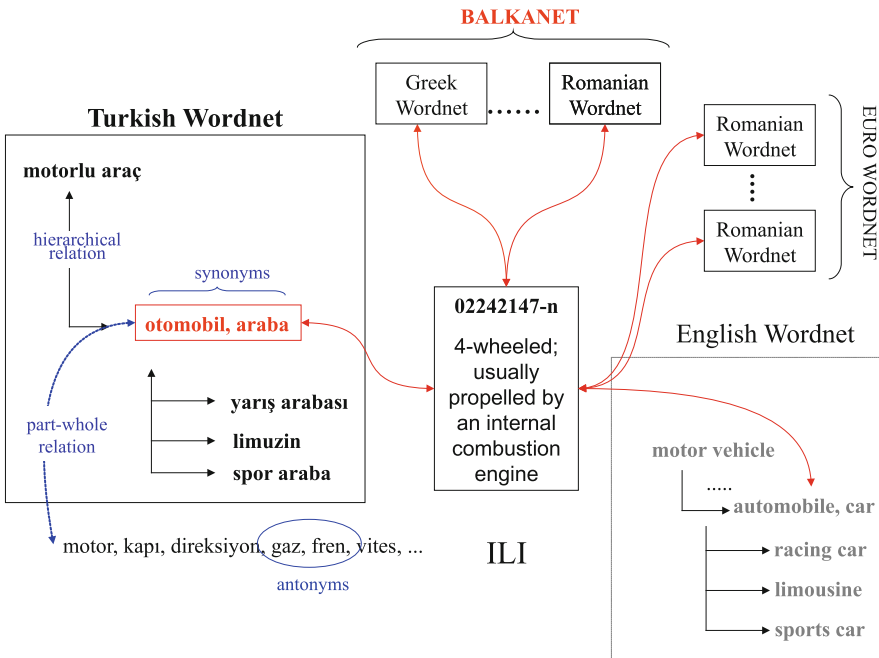 BALKANET
Greek
Wordnet
......
Romanian
Wordnet
Turkish Wordnet
motorlu araç
hierarchical
relation
synonyms
otomobil, araba
part-whole
relation
yarış arabası
limuzin
spor araba
motor, kapı, direksiyon, gaz, fren, vites, ...
antonyms
02242147-n
4-wheeled;
usually
propelled by
an internal
combustion
engine
ILI
Romanian
Wordnet
....
Romanian
Wordnet
EURO WORDNET
English Wordnet
motor vehicle
.....
automobile, car
racing car
limousine
sports car